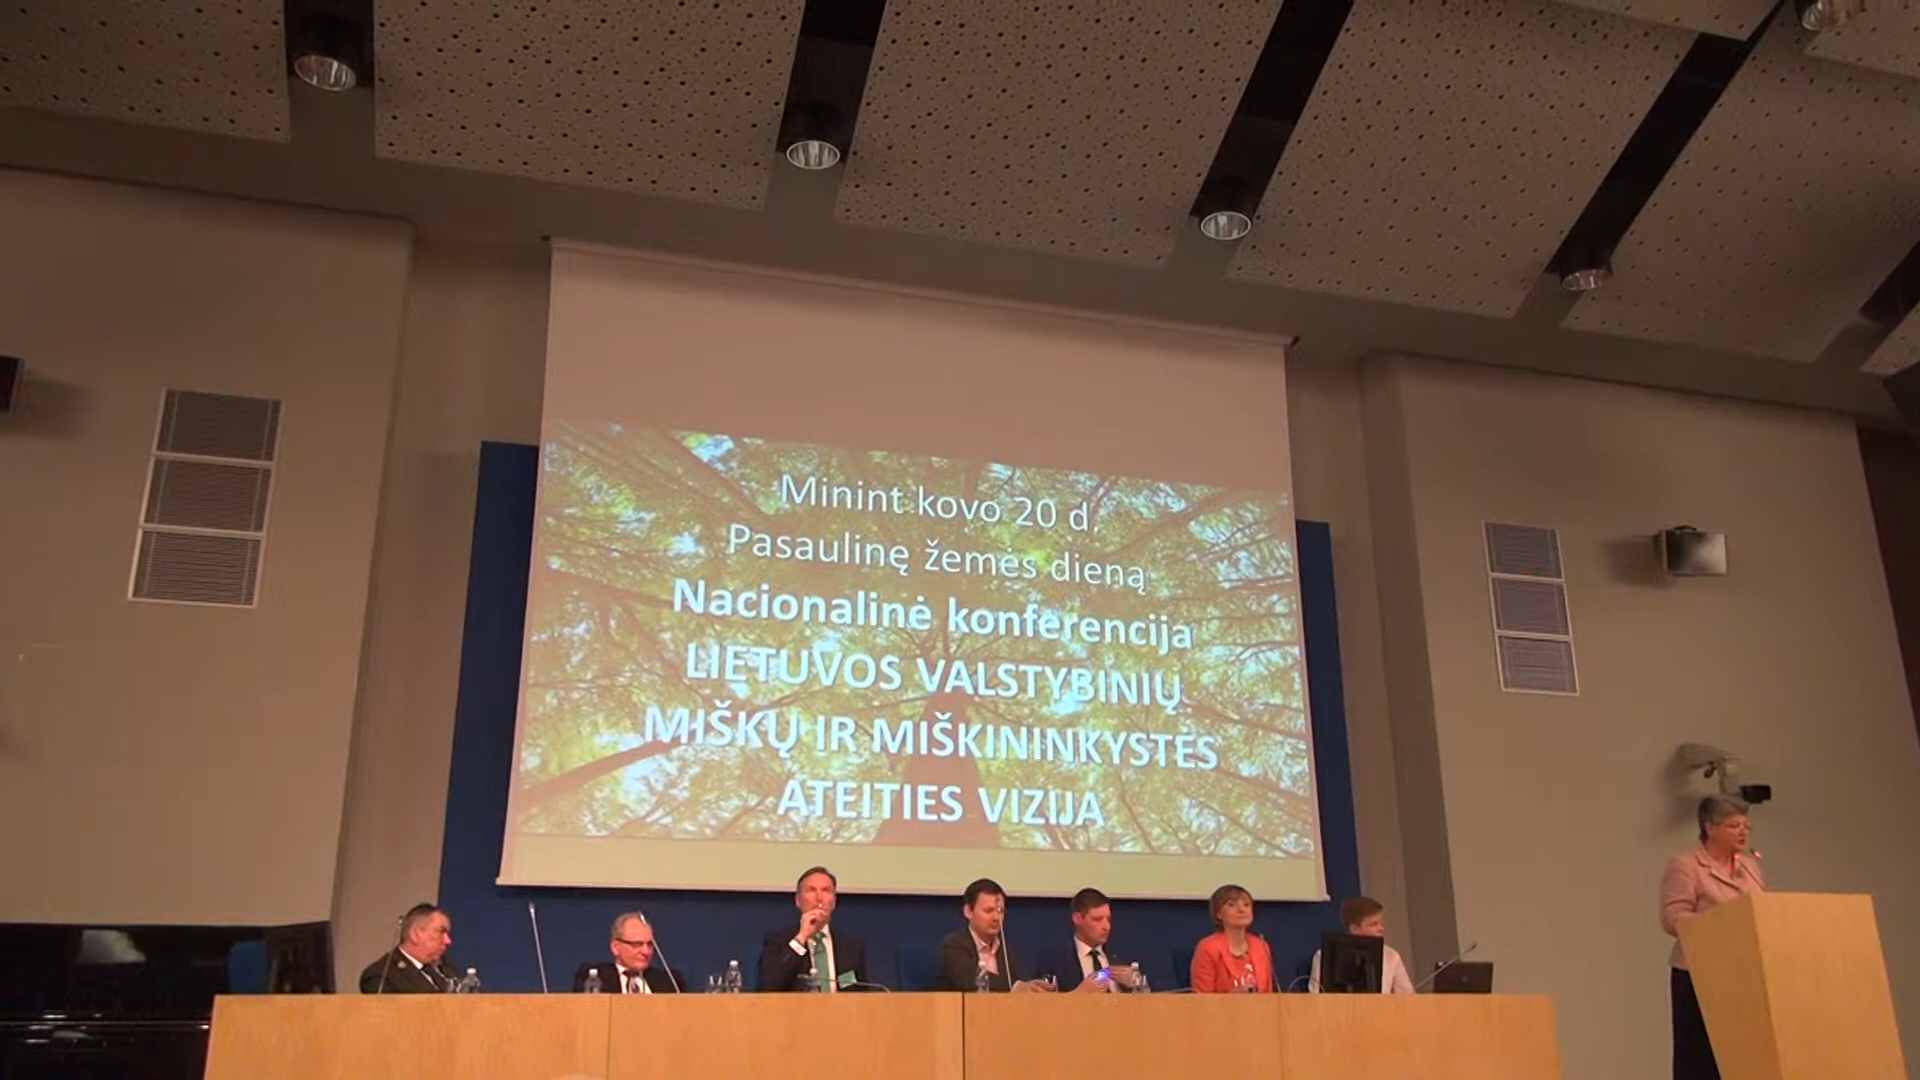 Minint kovo 20 d.
Pasaulinę žemės dieną
Nacionalinė konferencija
LIETUVOS VALSTYBINIŲ
MIŠKŲ IR MIŠKININKYSTĖS
ATEITIES VIZIJA